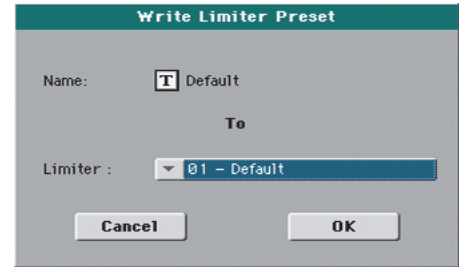 Write Limiter Preset
Name: T Default
To
Limiter : 01 - Default
Cancel OK